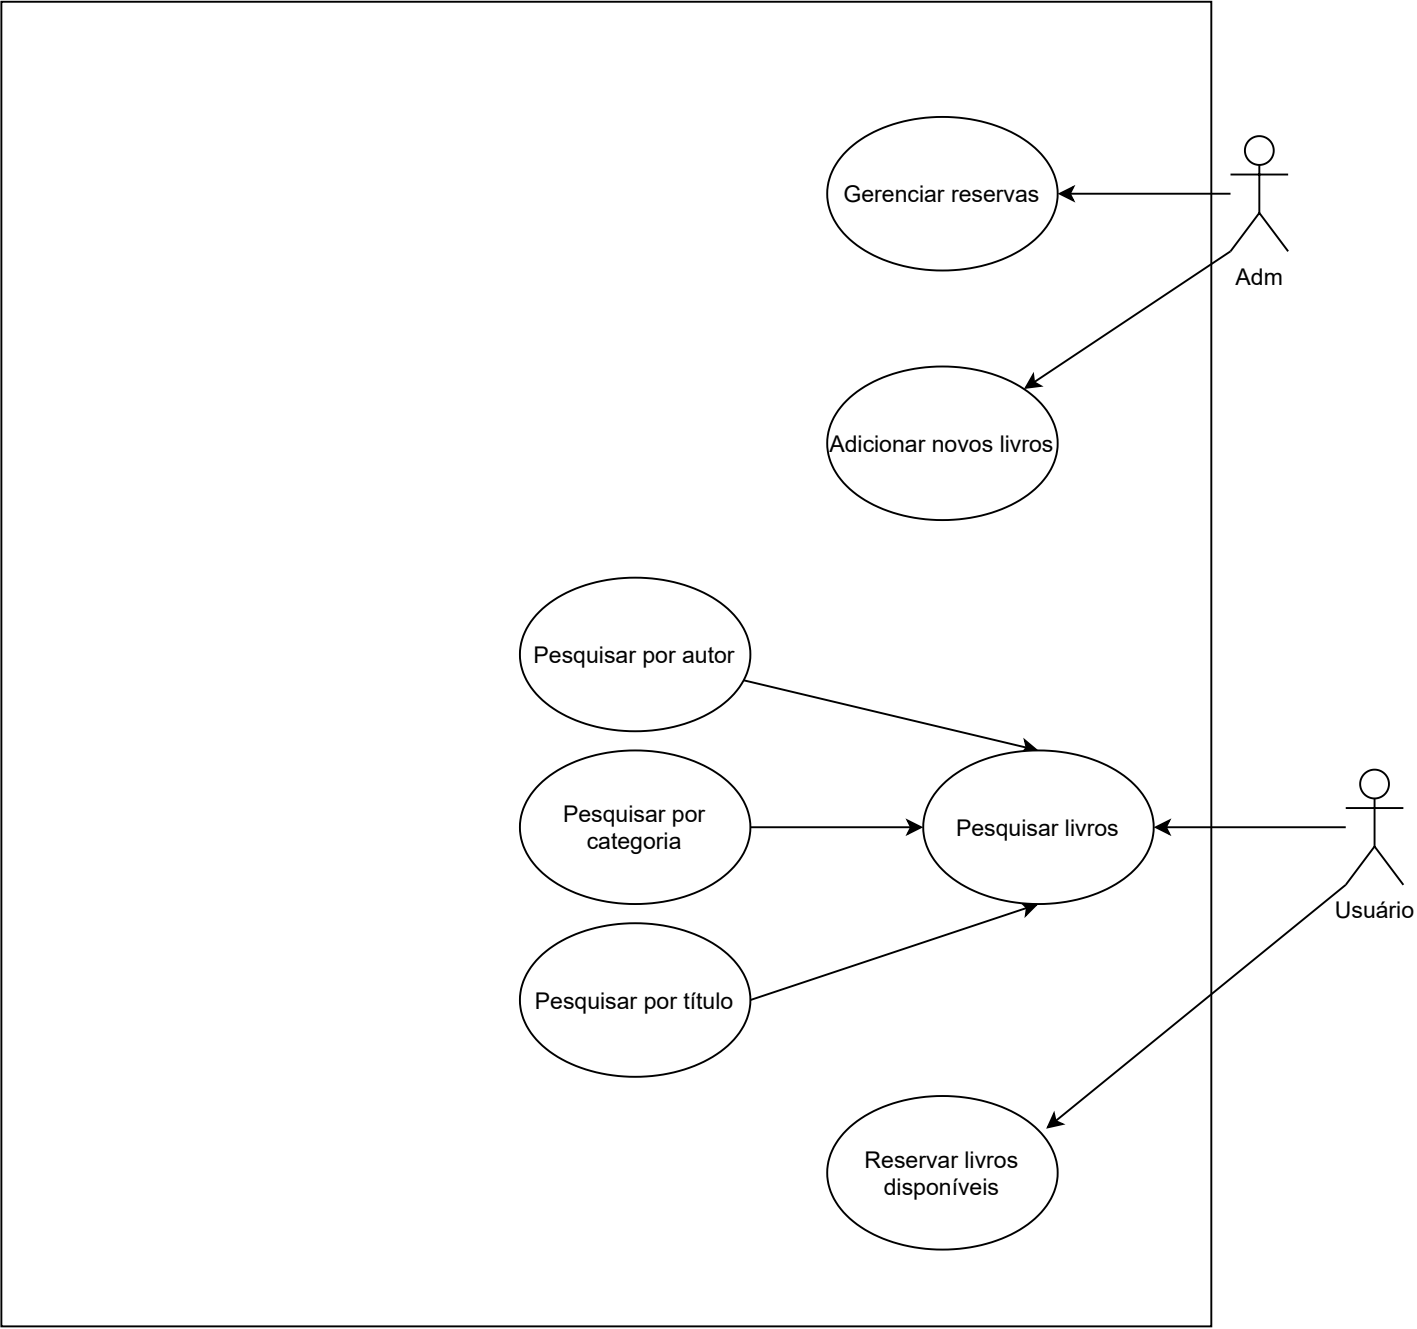 Gerenciar reservas
Adm
Adicionar novos livros
Pesquisar por autor
Pesquisar por
categoria
Pesquisar livros
Usuário
Pesquisar por título
Reservar livros
disponíveis